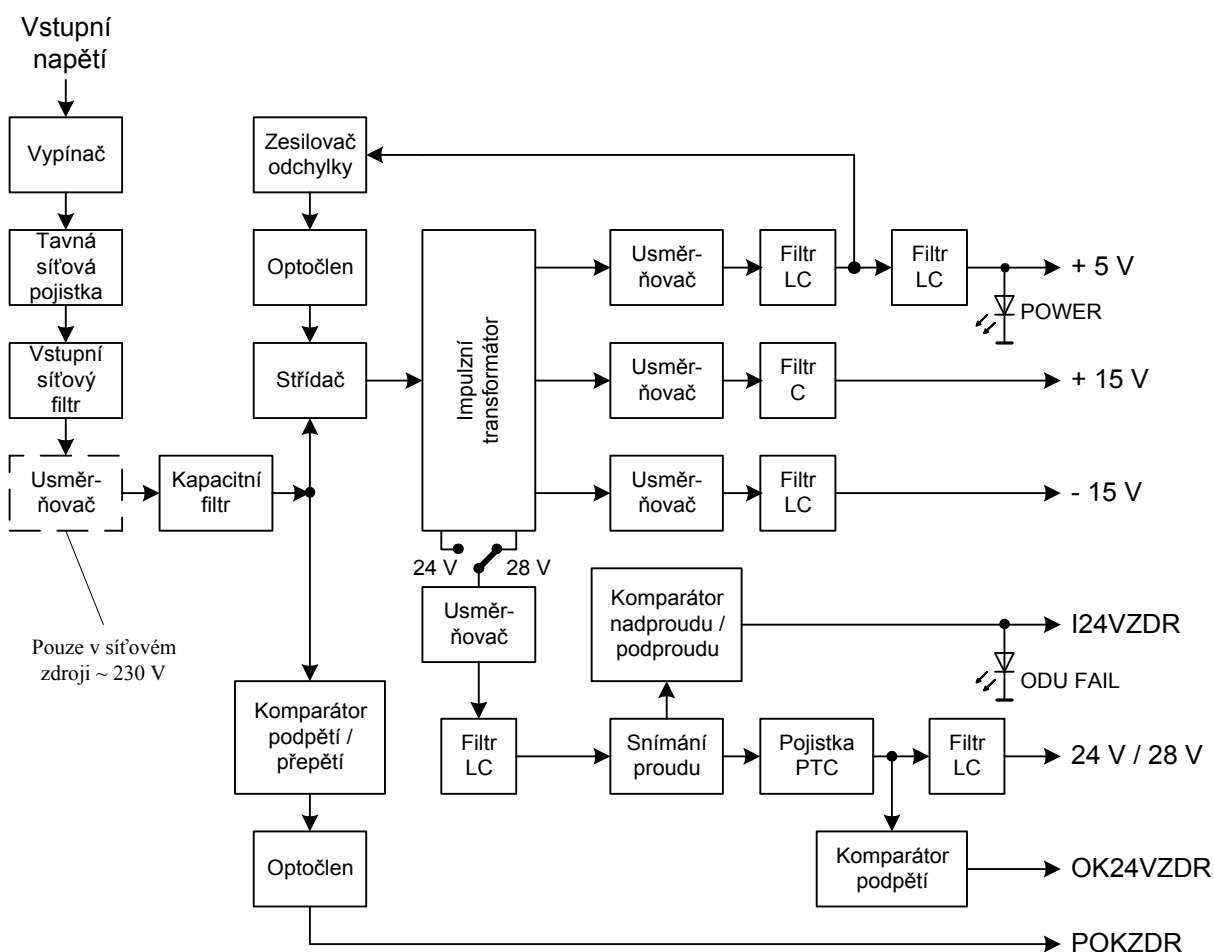 Vstupní
napětí
Vypínač
Tavná
síťová
pojistka
Vstupní
síťový
filtr
Usměr-
ňovač
Pouze v síťovém
zdroji ~ 230 V
Kapacitní
filtr
Zesilovač
odchylky
Optočlen
Střídač
Komparátor
podpětí /
přepětí
Optočlen
Impulzní
transformátor
Usměr-
ňovač
Filtr
LC
Filtr
LC
+ 5 V
POWER
Usměr-
ňovač
Filtr
C
+ 15 V
Usměr-
ňovač
Filtr
LC
- 15 V
24 V
28 V
Usměr-
ňovač
Filtr
LC
Komparátor
nadproudu /
podproudu
I24VZDR
ODU FAIL
Snímání
proudu
Pojistka
PTC
Filtr
LC
24 V / 28 V
Komparátor
podpětí
OK24VZDR
POKZDR